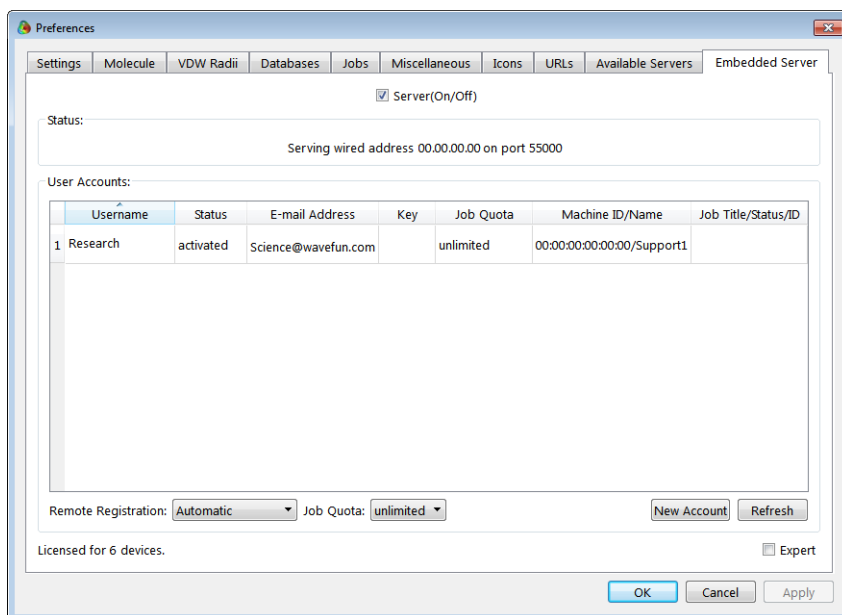 Preferences
Settings Molecule VDW Radii Databases Jobs Miscellaneous Icons URLs Available Servers Embedded Server
Server(On/Off)
Status:
Serving wired address 00.00.00.00 on port 55000
User Accounts:
Username Status E-mail Address Key Job Quota Machine ID/Name Job Title/Status/ID
1 Research activated Science@wavefun.com unlimited 00:00:00:00:00:00/Support1
Remote Registration: Automatic Job Quota: unlimited New Account Refresh
Licensed for 6 devices. Expert
OK Cancel Apply